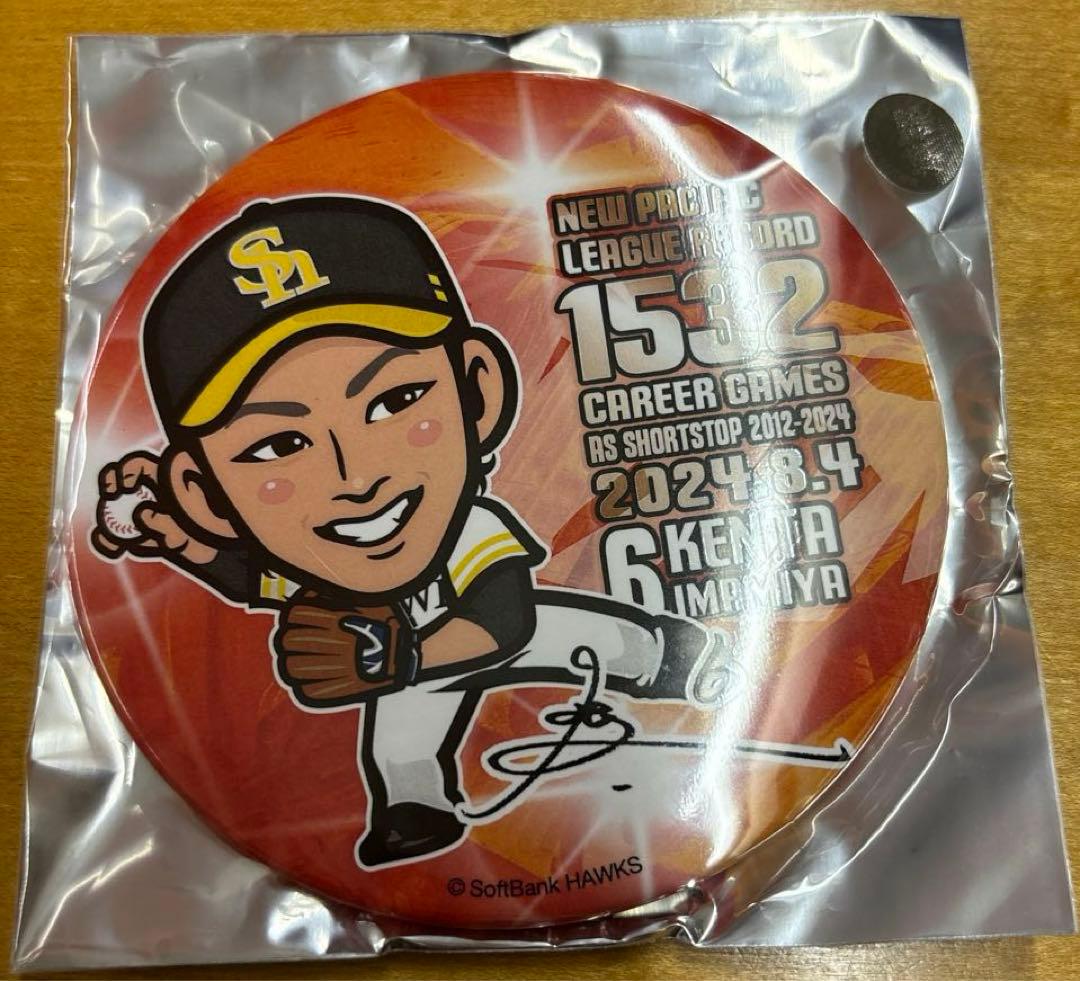 Sh
NEW PACIFIC
LEAGUE RECORD
1532
CAREER GAMES
AS SHORTSTOP 2012-2024
2024.8.4
6 KENTA
IMAMIYA
© SoftBank HAWKS